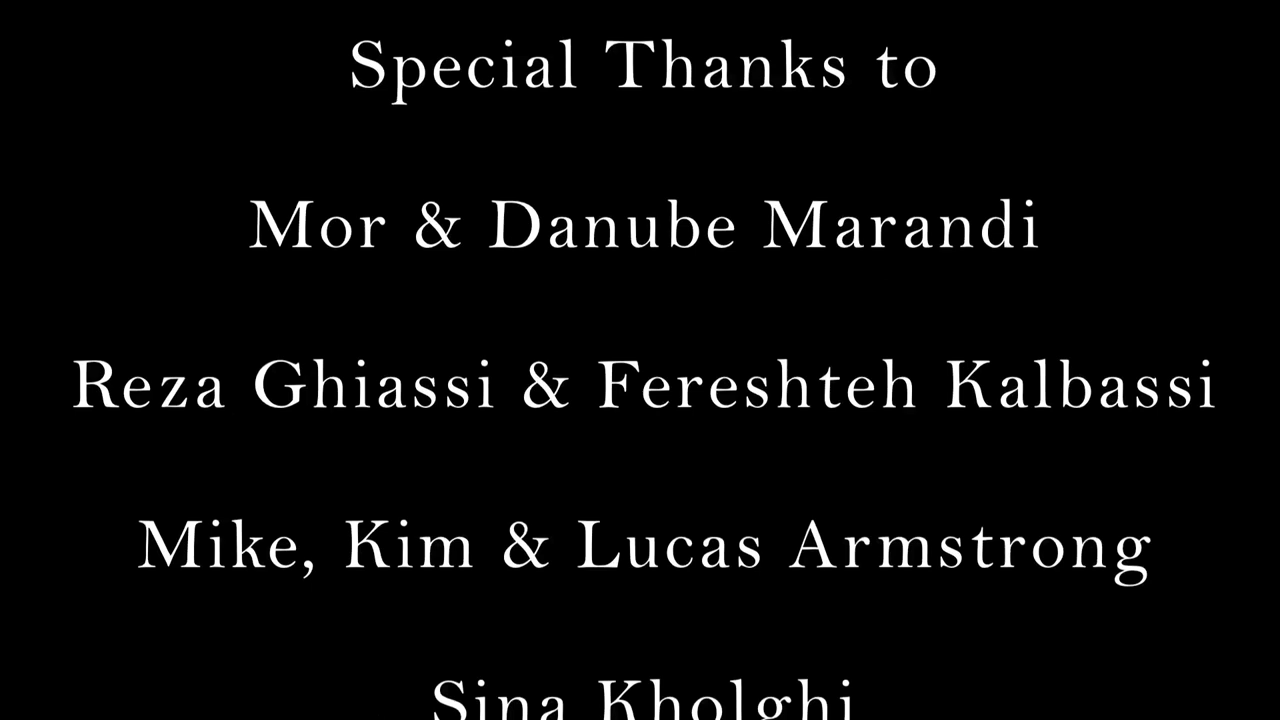 Special Thanks to
Mor & Danube Marandi
Reza Ghiassi & Fereshteh Kalbassi
Mike, Kim & Lucas Armstrong
Sina Kholghi